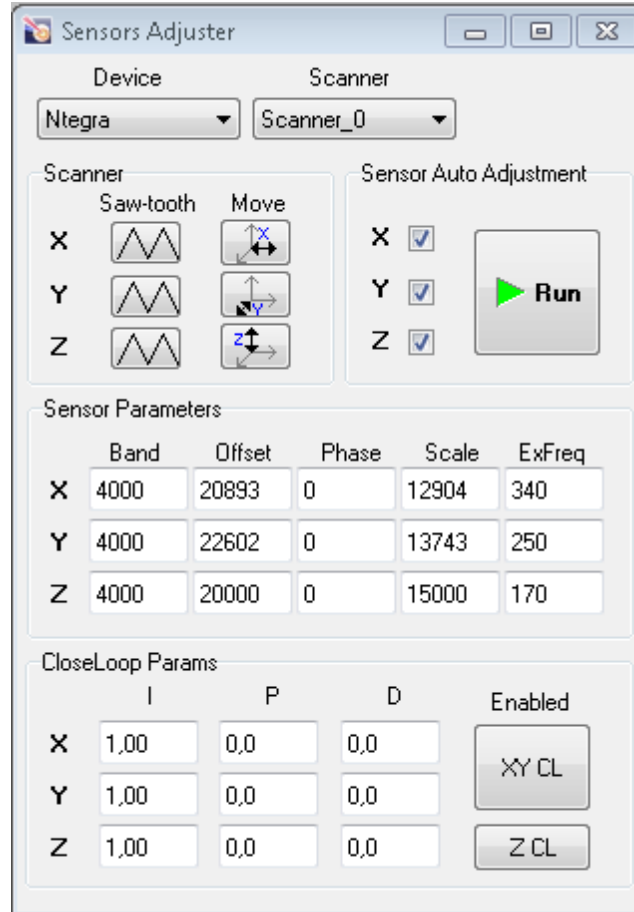 Sensors Adjuster
Device Scanner
Ntegra Scanner_0
Scanner Sensor Auto Adjustment
Saw-tooth Move
X X X
Y Y Y Run
Z Z Z
Sensor Parameters
Band Offset Phase Scale ExFreq
X 4000 20893 0 12904 340
Y 4000 22602 0 13743 250
Z 4000 20000 0 15000 170
CloseLoop Params
I P D Enabled
X 1,00 0,0 0,0 XY CL
Y 1,00 0,0 0,0
Z 1,00 0,0 0,0 Z CL